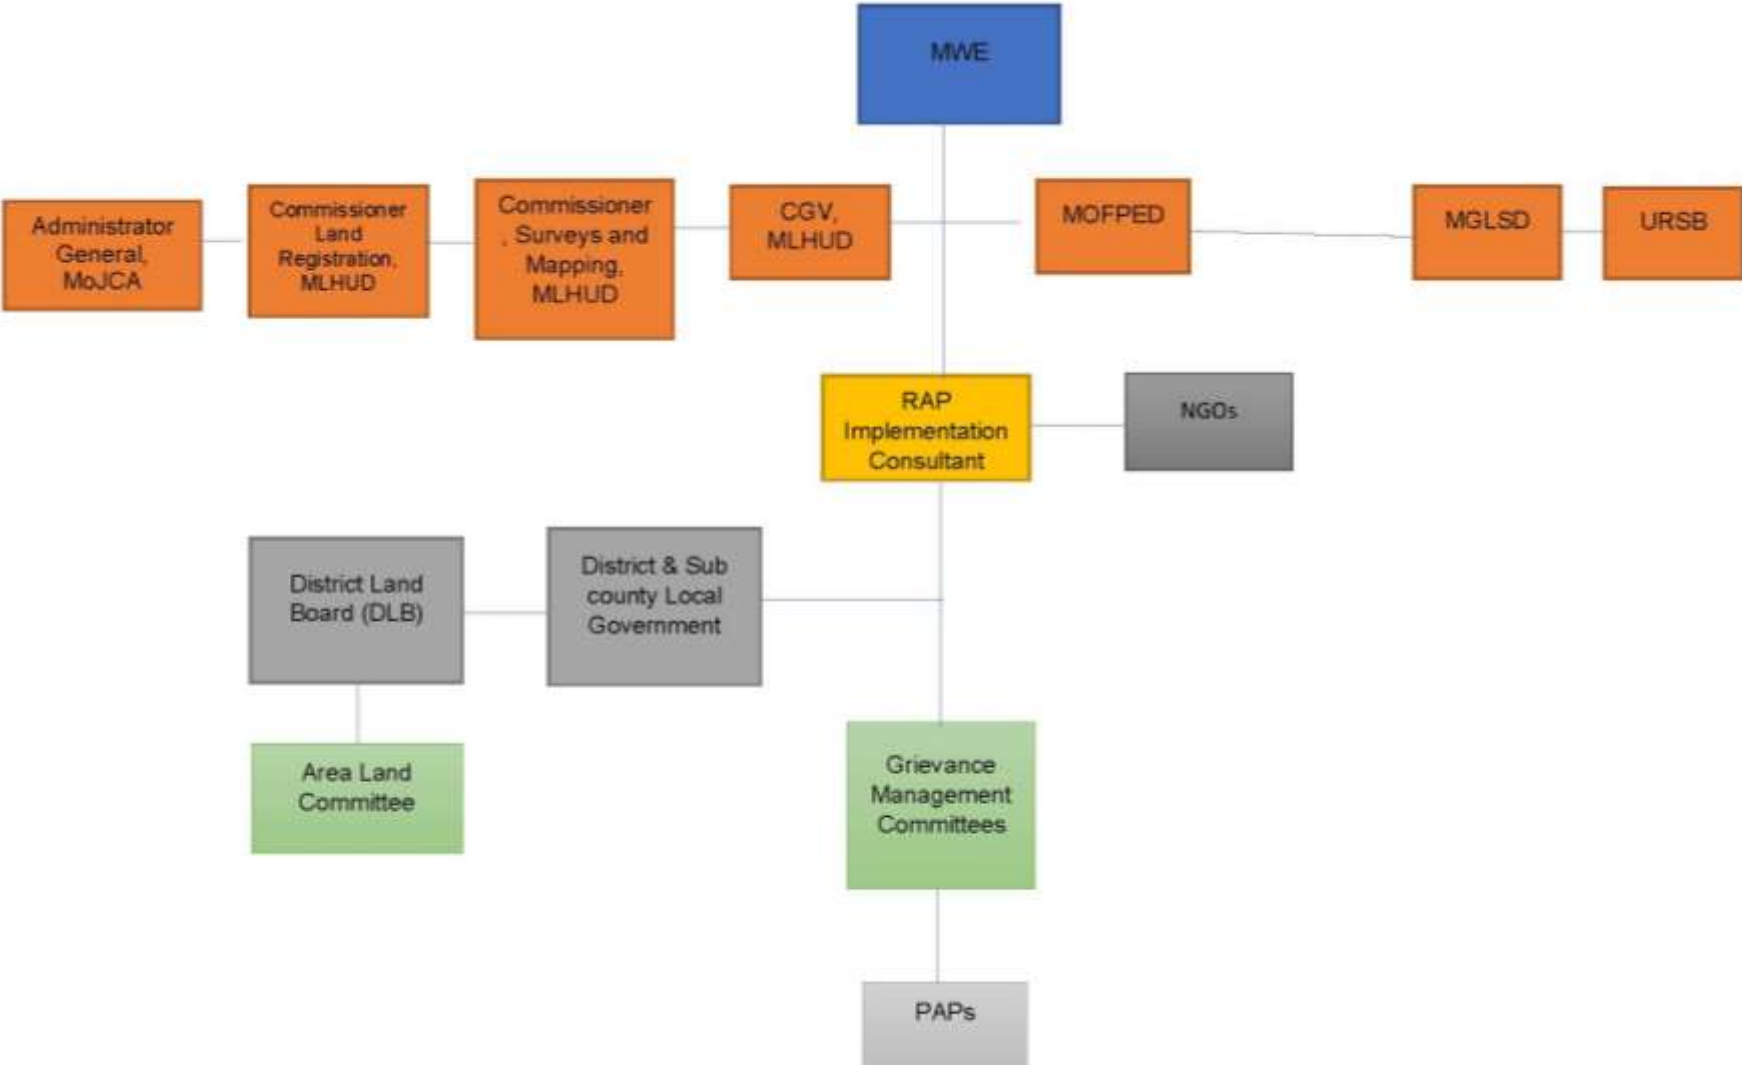 MWE
Administrator
General,
MoJCA
Commissioner
Land
Registration,
MLHUD
Commissioner
, Surveys and
Mapping,
MLHUD
CGV,
MLHUD
MOFPED
MGLSD
URSB
RAP
Implementation
Consultant
NGOs
District Land
Board (DLB)
District & Sub
county Local
Government
Area Land
Committee
Grievance
Management
Committees
PAPs